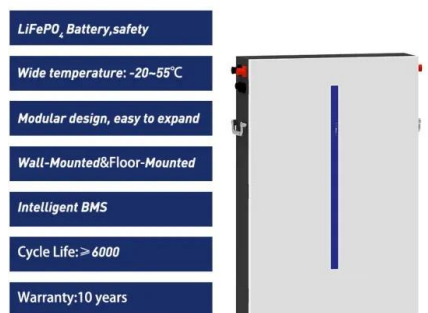 LiFePO₄ Battery,safety
Wide temperature: -20~55℃
Modular design, easy to expand
Wall-Mounted&Floor-Mounted
Intelligent BMS
Cycle Life:≥6000
Warranty:10 years